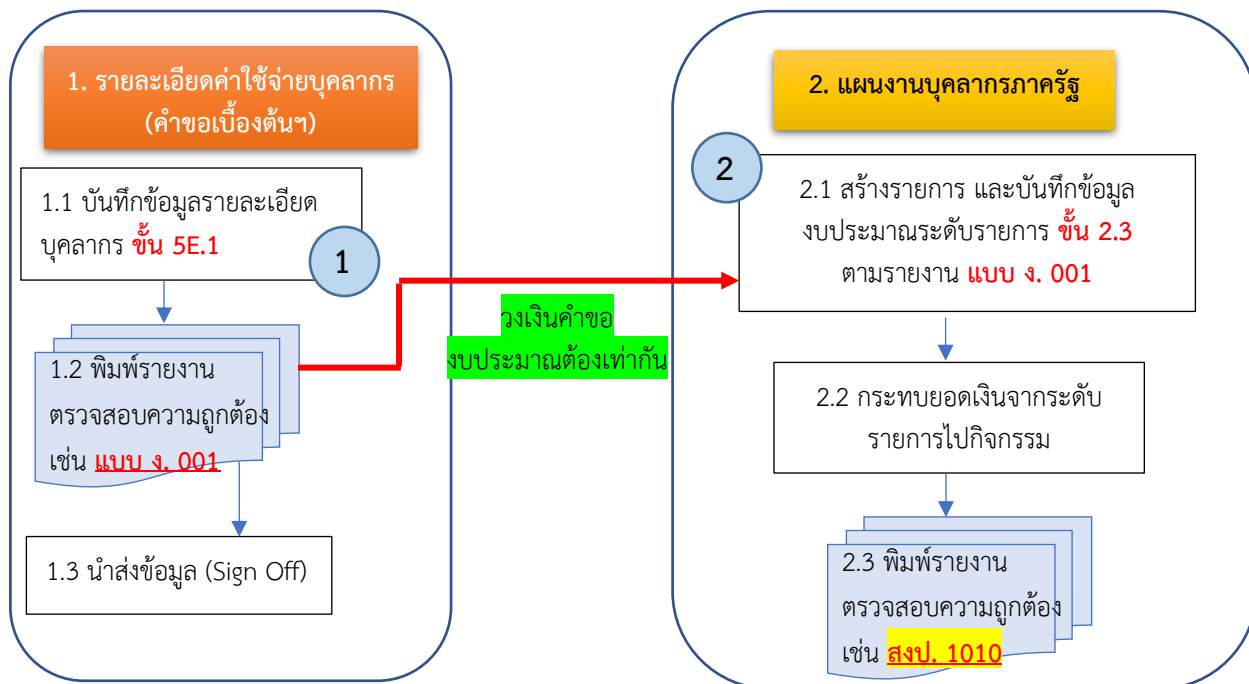 1. รายละเอียดค่าใช้จ่ายบุคลากร
(คำขอเบื้องต้นฯ)
1.1 บันทึกข้อมูลรายละเอียด
บุคลากร ขั้น 5E.1
1
1.2 พิมพ์รายงาน
ตรวจสอบความถูกต้อง
เช่น แบบ ง. 001
1.3 นำส่งข้อมูล (Sign Off)
วงเงินคำขอ
งบประมาณต้องเท่ากัน
2. แผนงานบุคลากรภาครัฐ
2
2.1 สร้างรายการ และบันทึกข้อมูล
งบประมาณระดับรายการ ขั้น 2.3
ตามรายงาน แบบ ง. 001
2.2 กระทบยอดเงินจากระดับ
รายการไปกิจกรรม
2.3 พิมพ์รายงาน
ตรวจสอบความถูกต้อง
เช่น สงป. 1010